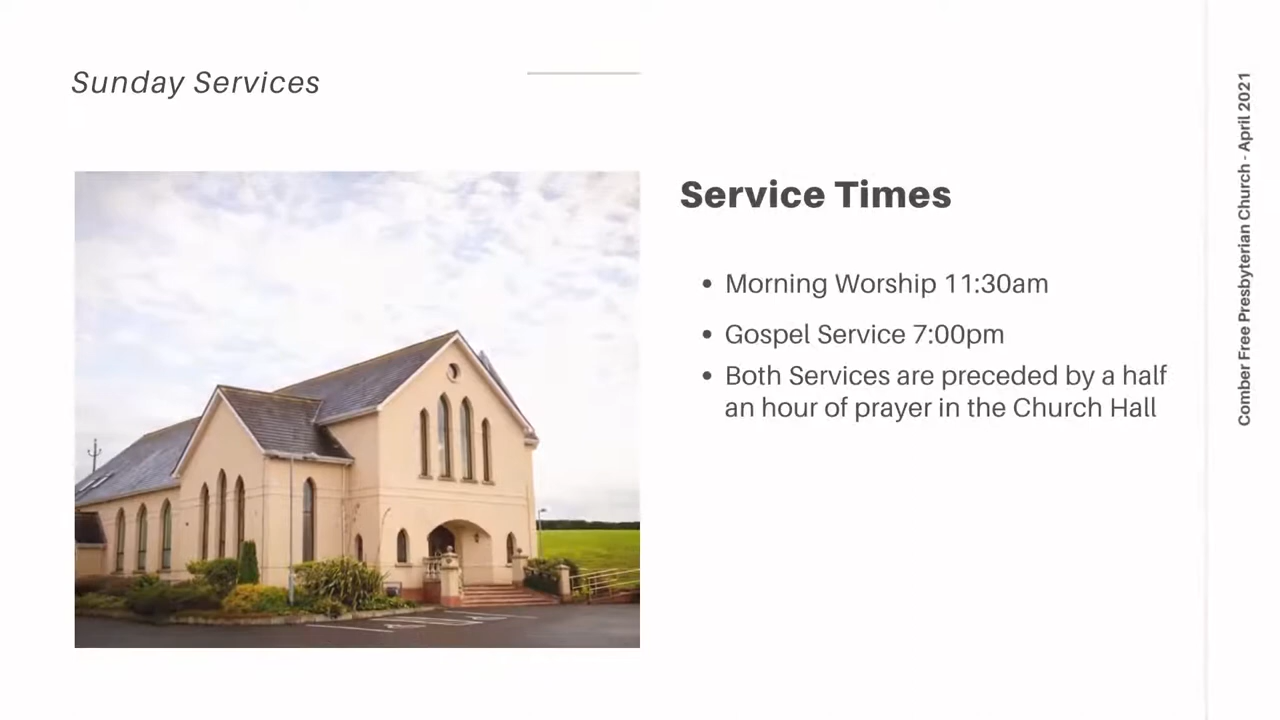 Sunday Services
Service Times
• Morning Worship 11:30am
• Gospel Service 7:00pm
• Both Services are preceded by a half
an hour of prayer in the Church Hall
Comber Free Presbyterian Church - April 2021